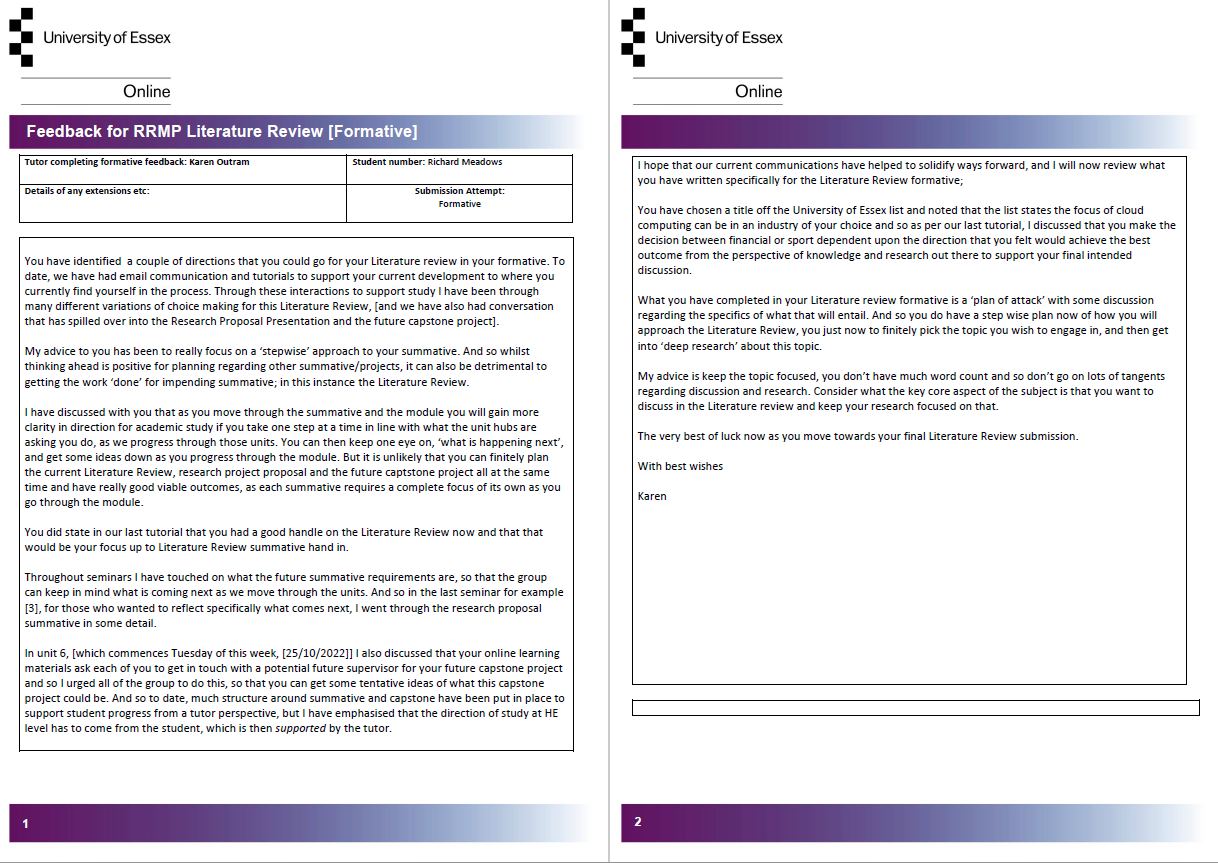 University of Essex
Online
Feedback for RRMP Literature Review [Formative]
Tutor completing formative feedback: Karen Outram
Student number: Richard Meadows
Details of any extensions etc:
Submission Attempt:
Formative
You have identified  a couple of directions that you could go for your Literature review in your formative. To
date, we have had email communication and tutorials to support your current development to where you
currently find yourself in the process. Through these interactions to support study I have been through
many different variations of choice making for this Literature Review, [and we have also had conversation
that has spilled over into the Research Proposal Presentation and the future capstone project].
My advice to you has been to really focus on a ‘stepwise’ approach to your summative. And so whilst
thinking ahead is positive for planning regarding other summative/projects, it can also be detrimental to
getting the work ‘done’ for impending summative; in this instance the Literature Review.
I have discussed with you that as you move through the summative and the module you will gain more
clarity in direction for academic study if you take one step at a time in line with what the unit hubs are
asking you do, as we progress through those units. You can then keep one eye on, ‘what is happening next’,
and get some ideas down as you progress through the module. But it is unlikely that you can finitely plan
the current Literature Review, research project proposal and the future captstone project all at the same
time and have really good viable outcomes, as each summative requires a complete focus of its own as you
go through the module.
You did state in our last tutorial that you had a good handle on the Literature Review now and that that
would be your focus up to Literature Review summative hand in.
Throughout seminars I have touched on what the future summative requirements are, so that the group
can keep in mind what is coming next as we move through the units. And so in the last seminar for example
[3], for those who wanted to reflect specifically what comes next, I went through the research proposal
summative in some detail.
In unit 6, [which commences Tuesday of this week, [25/10/2022]] I also discussed that your online learning
materials ask each of you to get in touch with a potential future supervisor for your future capstone project
and so I urged all of the group to do this, so that you can get some tentative ideas of what this capstone
project could be. And so to date, much structure around summative and capstone have been put in place to
support student progress from a tutor perspective, but I have emphasised that the direction of study at HE
level has to come from the student, which is then supported by the tutor.
1
University of Essex
Online
I hope that our current communications have helped to solidify ways forward, and I will now review what
you have written specifically for the Literature Review formative;
You have chosen a title off the University of Essex list and noted that the list states the focus of cloud
computing can be in an industry of your choice and so as per our last tutorial, I discussed that you make the
decision between financial or sport dependent upon the direction that you felt would achieve the best
outcome from the perspective of knowledge and research out there to support your final intended
discussion.
What you have completed in your Literature review formative is a ‘plan of attack’ with some discussion
regarding the specifics of what that will entail. And so you do have a step wise plan now of how you will
approach the Literature Review, you just now to finitely pick the topic you wish to engage in, and then get
into ‘deep research’ about this topic.
My advice is keep the topic focused, you don’t have much word count and so don’t go on lots of tangents
regarding discussion and research. Consider what the key core aspect of the subject is that you want to
discuss in the Literature review and keep your research focused on that.
The very best of luck now as you move towards your final Literature Review submission.
With best wishes
Karen
2